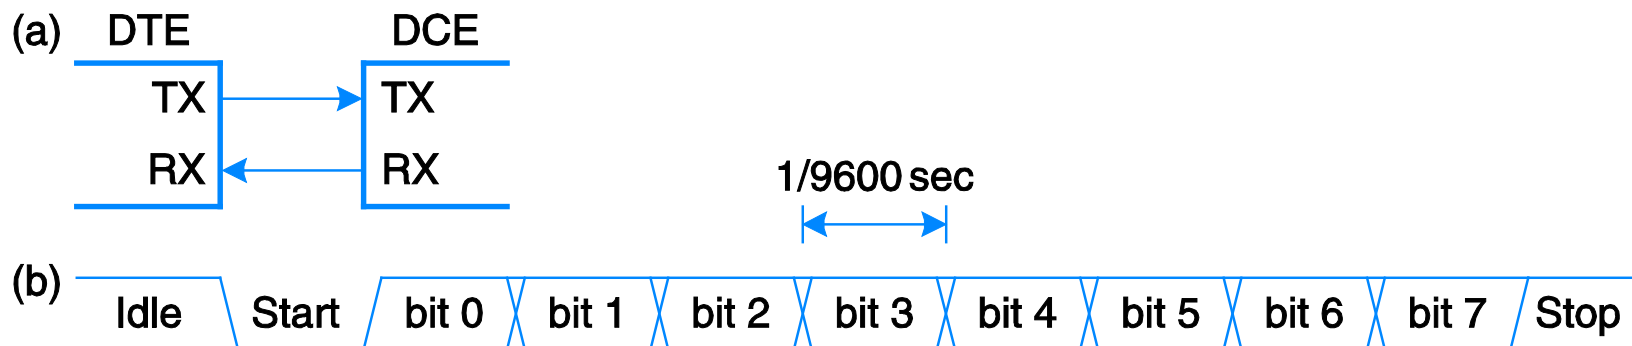 (a) DTE DCE
TX TX
RX RX
1/9600 sec
(b) Idle Start bit 0 bit 1 bit 2 bit 3 bit 4 bit 5 bit 6 bit 7 Stop